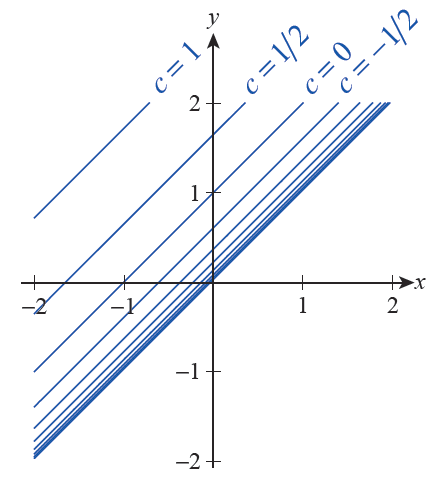 y
c = 1
c = 1/2
c = 0
c = −1/2
2
1
x
−2
−1
1
2
−1
−2